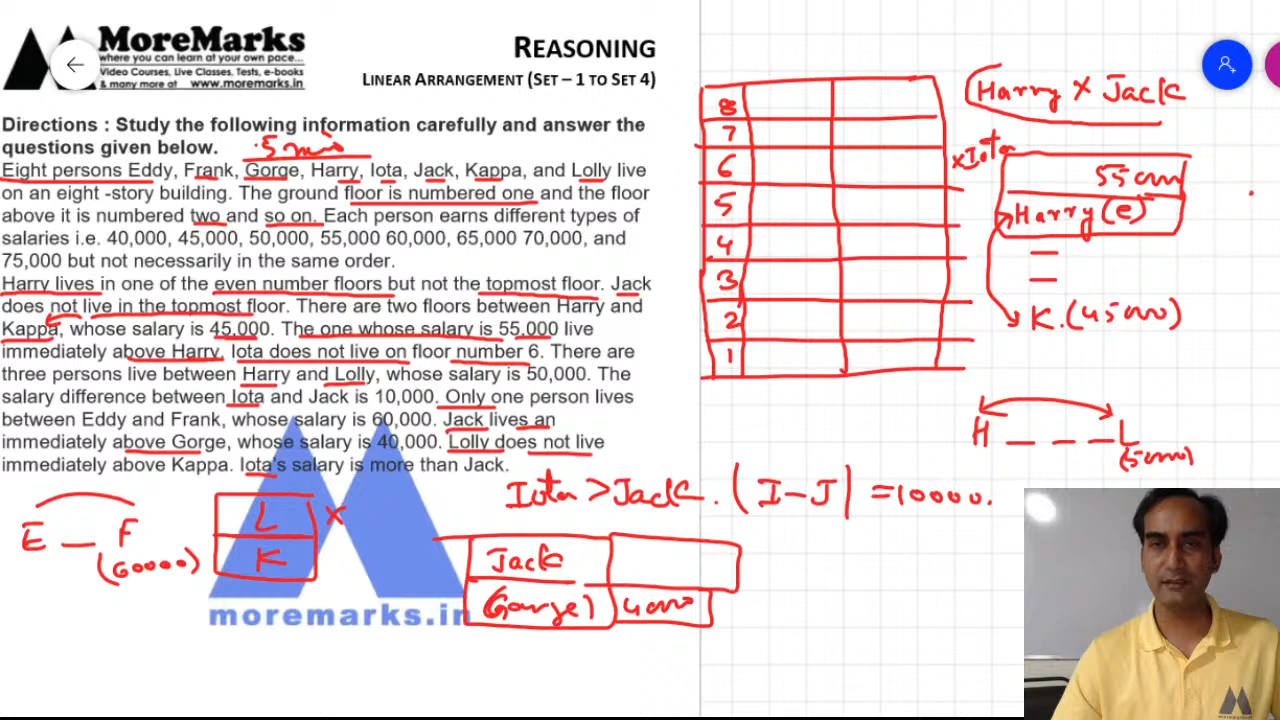 MoreMarks
where you can learn at your own pace...
Video Courses, Live Classes, Tests, e-books
& many more at www.moremarks.in
REASONING
LINEAR ARRANGEMENT (SET – 1 TO SET 4)
Directions : Study the following information carefully and answer the
questions given below.
Eight persons Eddy, Frank, Gorge, Harry, Iota, Jack, Kappa, and Lolly live
on an eight -story building. The ground floor is numbered one and the floor
above it is numbered two and so on. Each person earns different types of
salaries i.e. 40,000, 45,000, 50,000, 55,000 60,000, 65,000 70,000, and
75,000 but not necessarily in the same order.
Harry lives in one of the even number floors but not the topmost floor. Jack
does not live in the topmost floor. There are two floors between Harry and
Kappa, whose salary is 45,000. The one whose salary is 55,000 live
immediately above Harry. Iota does not live on floor number 6. There are
three persons live between Harry and Lolly, whose salary is 50,000. The
salary difference between Iota and Jack is 10,000. Only one person lives
between Eddy and Frank, whose salary is 60,000. Jack lives an
immediately above Gorge, whose salary is 40,000. Lolly does not live
immediately above Kappa. Iota's salary is more than Jack.
moremarks.in
5 min
8
7
6
5
4
3
2
1
Harry x Jack
x Iota
55000
Harry (e)
K. (45000)
H _ _ _ L
(50000)
Iota > Jack. |I - J| = 10000.
E _ F
(60000)
L x
K
Jack
Gorge 40000